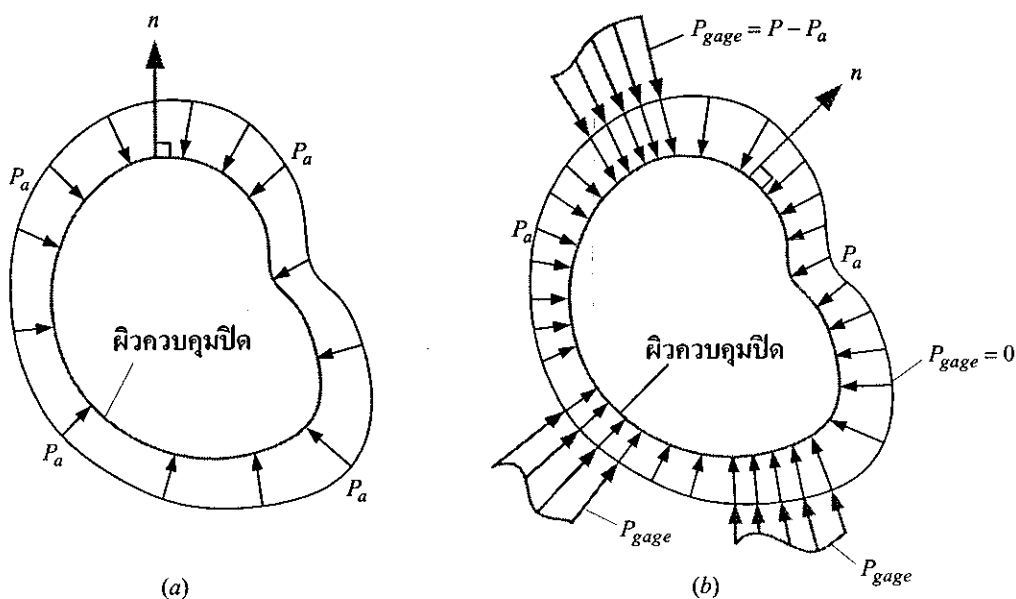 n
P_a
P_a
ผิวควบคุมปิด
P_a
P_a
(a)
P_gage = P – P_a
n
P_a
P_a
ผิวควบคุมปิด
P_gage = 0
P_gage
P_gage
(b)